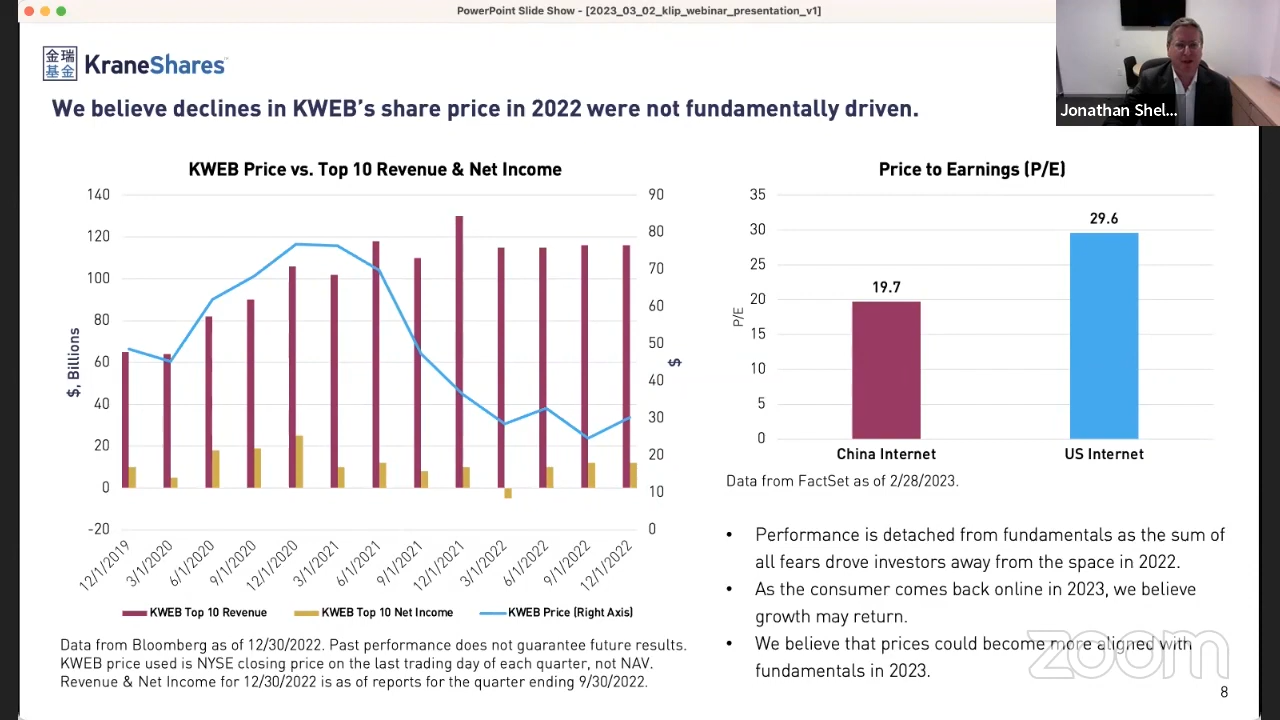 PowerPoint Slide Show - [2023_03_02_klip_webinar_presentation_v1]
金瑞
基金
KraneShares
Jonathan Shel...
We believe declines in KWEB's share price in 2022 were not fundamentally driven.
KWEB Price vs. Top 10 Revenue & Net Income
140
120
100
80
60
40
20
0
-20
$, Billions
90
80
70
60
50
40
30
20
10
0
$
12/1/2019
3/1/2020
6/1/2020
9/1/2020
12/1/2020
3/1/2021
6/1/2021
9/1/2021
12/1/2021
3/1/2022
6/1/2022
9/1/2022
12/1/2022
KWEB Top 10 Revenue
KWEB Top 10 Net Income
KWEB Price (Right Axis)
Data from Bloomberg as of 12/30/2022. Past performance does not guarantee future results.
KWEB price used is NYSE closing price on the last trading day of each quarter, not NAV.
Revenue & Net Income for 12/30/2022 is as of reports for the quarter ending 9/30/2022.
Price to Earnings (P/E)
35
30
25
20
15
10
5
0
P/E
19.7
29.6
China Internet
US Internet
Data from FactSet as of 2/28/2023.
• Performance is detached from fundamentals as the sum of
all fears drove investors away from the space in 2022.
• As the consumer comes back online in 2023, we believe
growth may return.
• We believe that prices could become more aligned with
fundamentals in 2023.
zoom
8